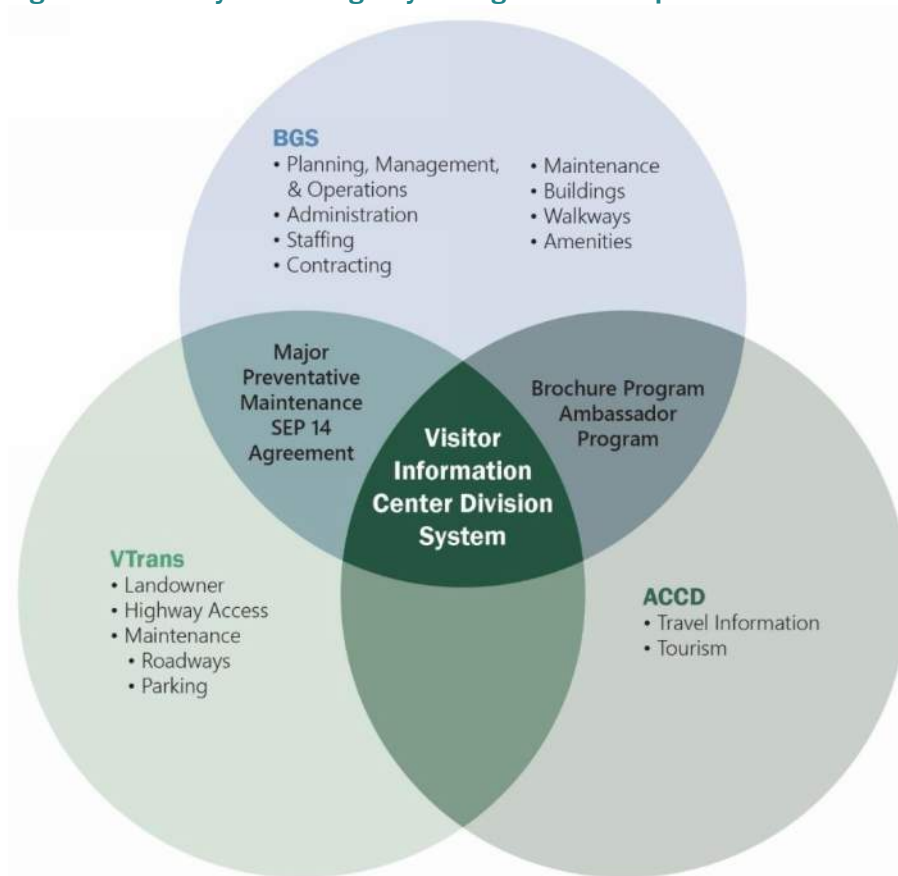 BGS
• Planning, Management,
& Operations
• Administration
• Staffing
• Contracting
• Maintenance
• Buildings
• Walkways
• Amenities
Major
Preventative
Maintenance
SEP 14
Agreement
Brochure Program
Ambassador
Program
Visitor
Information
Center Division
System
VTrans
• Landowner
• Highway Access
• Maintenance
• Roadways
• Parking
ACCD
• Travel Information
• Tourism